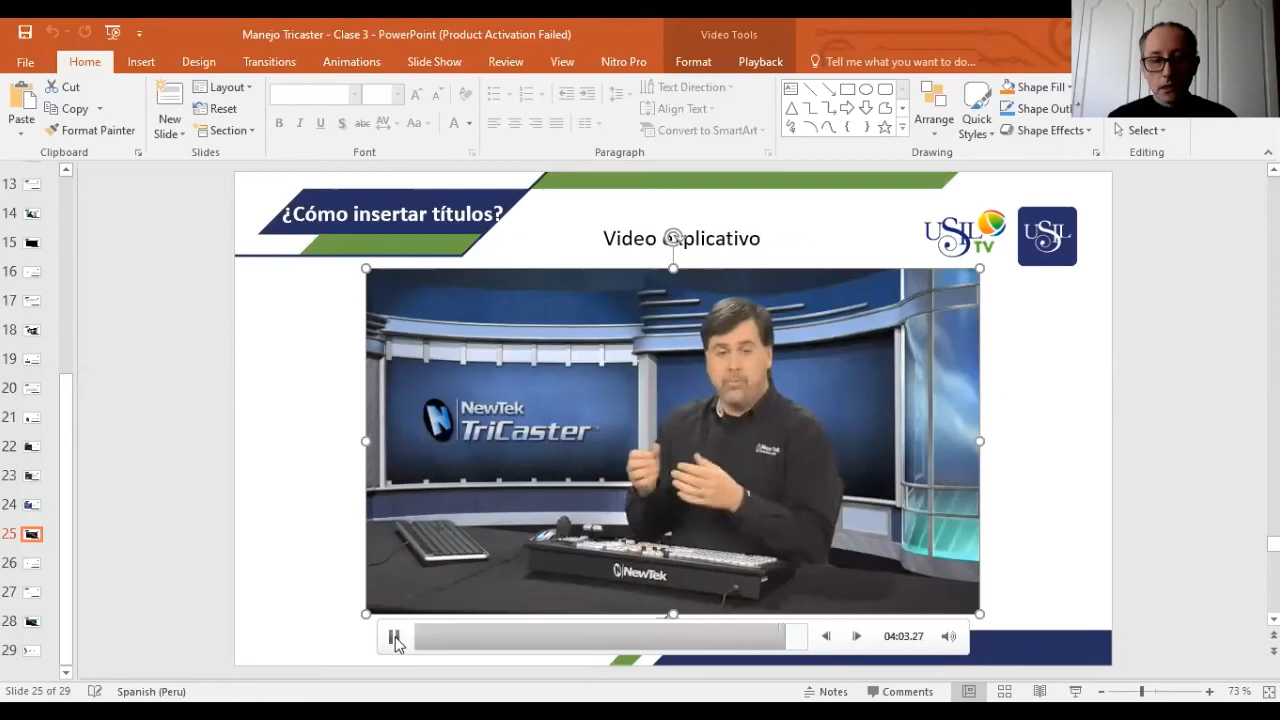 Manejo Tricaster - Clase 3 - PowerPoint (Product Activation Failed)
Video Tools
File Home Insert Design Transitions Animations Slide Show Review View Nitro Pro Format Playback Tell me what you want to do...
Cut
Copy
Format Painter
Paste
Clipboard
New
Slide
Layout
Reset
Section
Slides
B I U S abc AV Aa A
Font
Text Direction
Align Text
Convert to SmartArt
Paragraph
Arrange
Quick
Styles
Shape Fill
Shape Outl
Shape Effects
Drawing
Select
Editing
13
14
15
16
17
18
19
20
21
22
23
24
25
26
27
28
29
¿Cómo insertar títulos?
Video explicativo
USIL
TV
USIL
NewTek
TriCaster
NewTek
04:03.27
Slide 25 of 29 Spanish (Peru) Notes Comments 73 %